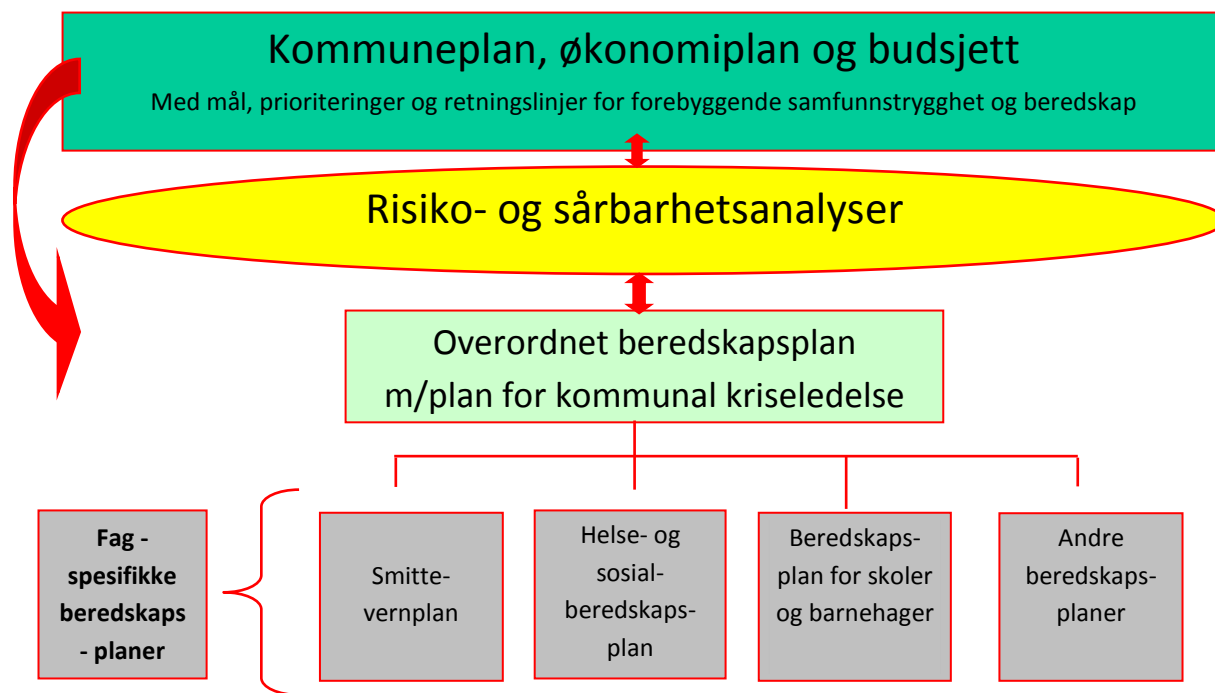 Kommuneplan, økonomiplan og budsjett
Med mål, prioriteringer og retningslinjer for forebyggende samfunnstrygghet og beredskap
Risiko- og sårbarhetsanalyser
Overordnet beredskapsplan
m/plan for kommunal kriseledelse
Fag -
spesifikke
beredskaps
- planer
Smitte-
vernplan
Helse- og
sosial-
beredskaps-
plan
Beredskaps-
plan for skoler
og barnehager
Andre
beredskaps-
planer